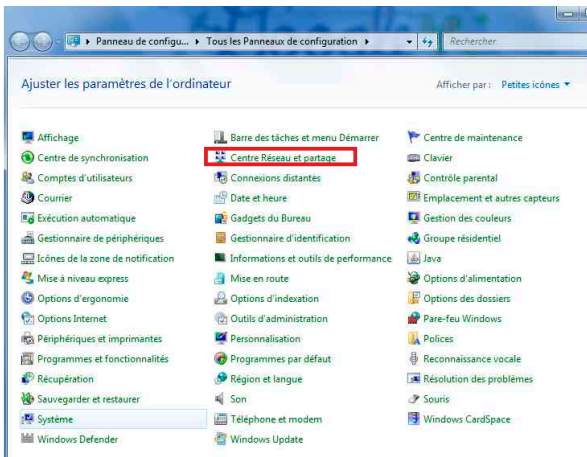 Panneau de configu... Tous les Panneaux de configuration Rechercher
Ajuster les paramètres de l'ordinateur Afficher par : Petites icônes
Affichage Barre des tâches et menu Démarrer Centre de maintenance
Centre de synchronisation Centre Réseau et partage Clavier
Comptes d'utilisateurs Connexions distantes Contrôle parental
Courrier Date et heure Emplacement et autres capteurs
Exécution automatique Gadgets du Bureau Gestion des couleurs
Gestionnaire de périphériques Gestionnaire d'identification Groupe résidentiel
Icônes de la zone de notification Informations et outils de performance Java
Mise à niveau express Mise en route Options d'alimentation
Options d'ergonomie Options d'indexation Options des dossiers
Options Internet Outils d'administration Pare-feu Windows
Périphériques et imprimantes Personnalisation Polices
Programmes et fonctionnalités Programmes par défaut Reconnaissance vocale
Récupération Région et langue Résolution des problèmes
Sauvegarder et restaurer Son Souris
Système Téléphone et modem Windows CardSpace
Windows Defender Windows Update